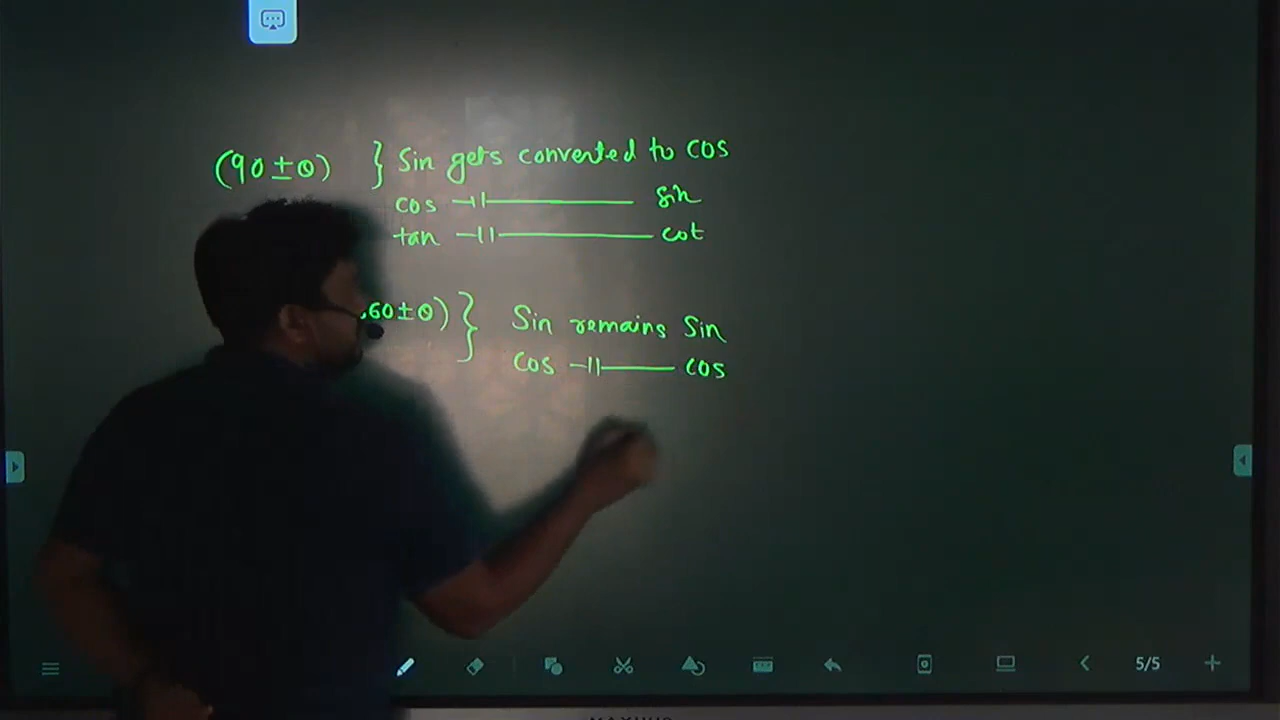 (90±θ) } Sin gets converted to cos
cos —||—— sin
tan —||—— cot
60±θ) } Sin remains Sin
cos —||—— cos
5/5